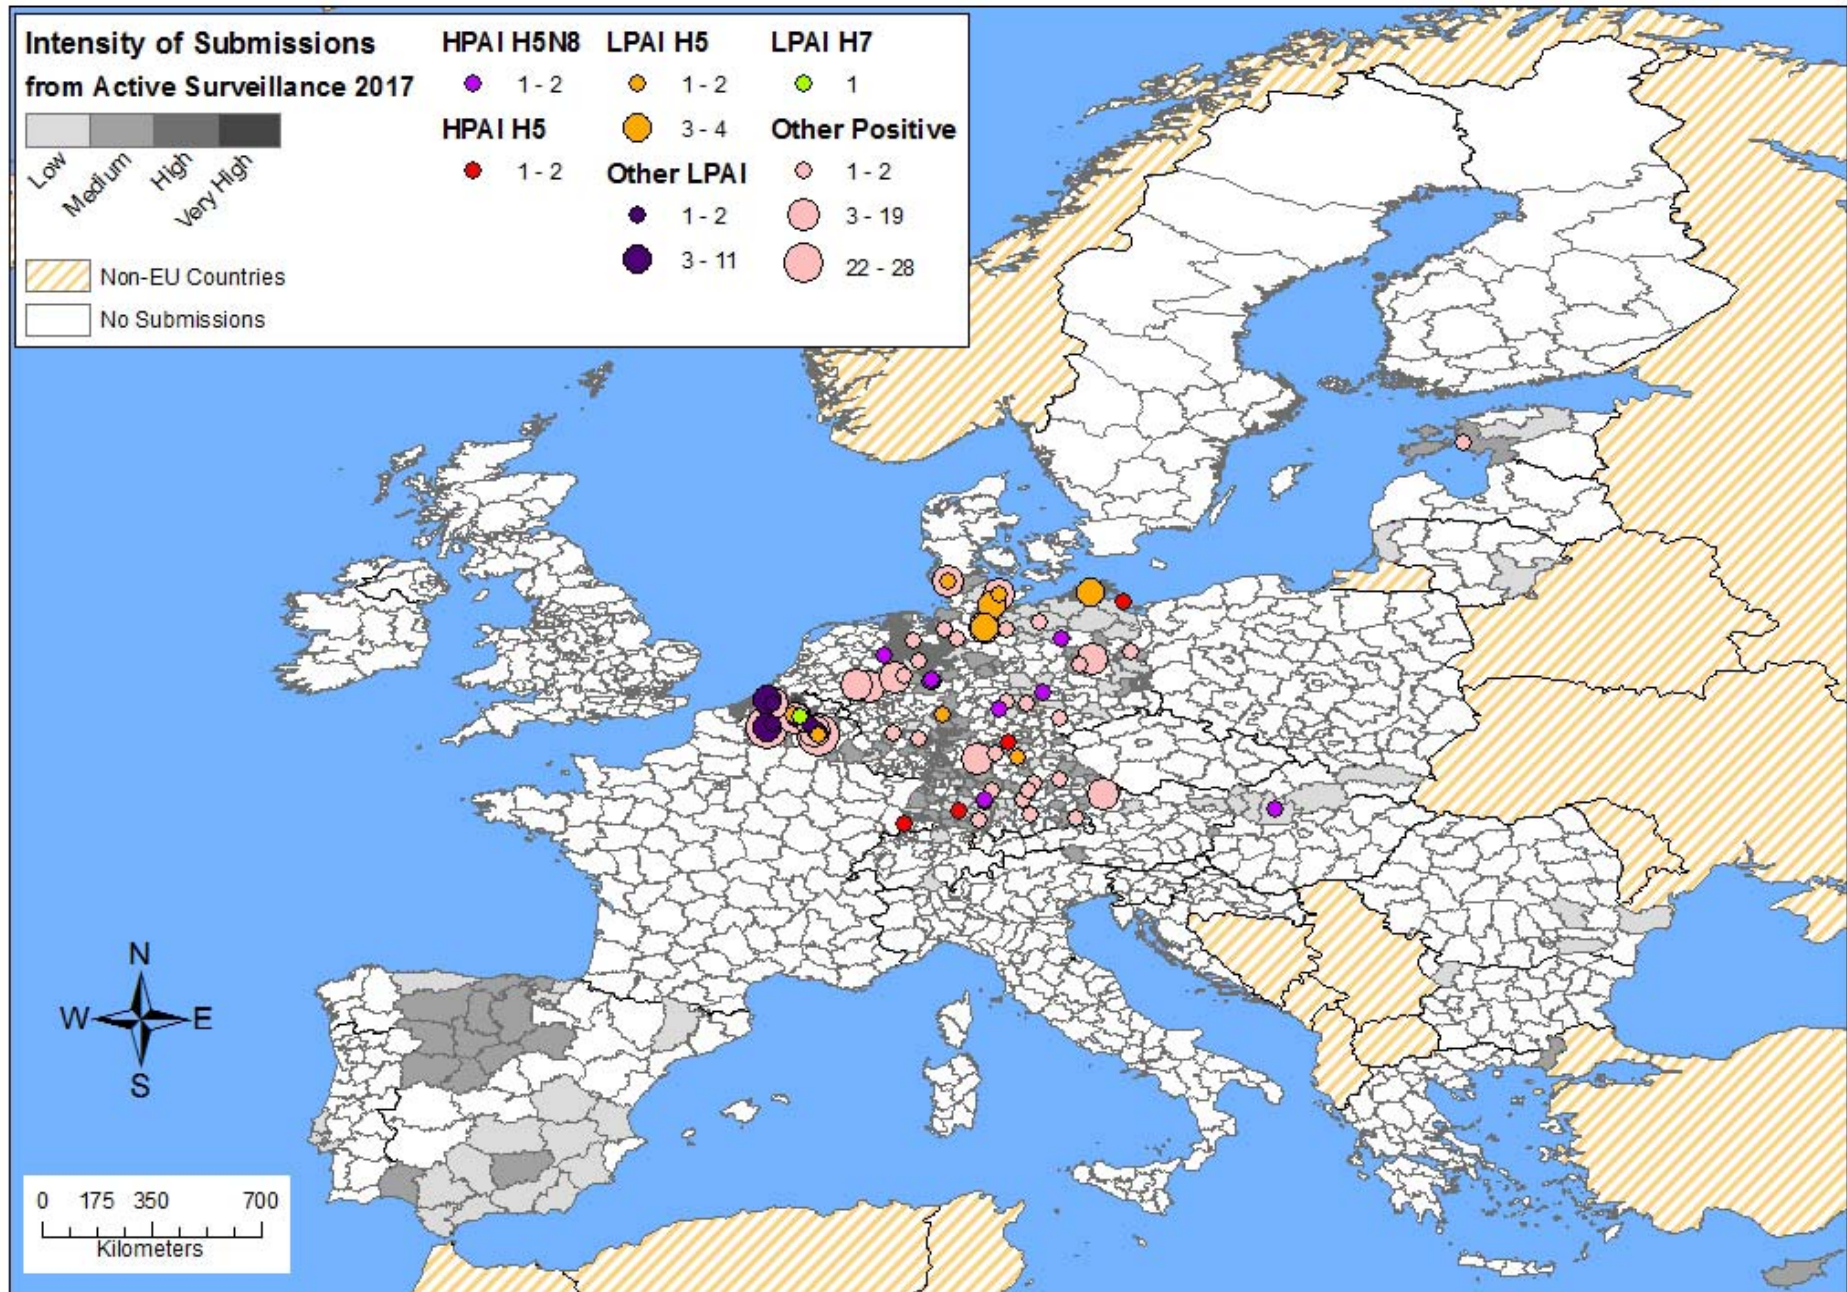 Intensity of Submissions
from Active Surveillance 2017
Low
Medium
High
Very High
Non-EU Countries
No Submissions
HPAI H5N8
1 - 2
HPAI H5
1 - 2
LPAI H5
1 - 2
3 - 4
Other LPAI
1 - 2
3 - 11
LPAI H7
1
Other Positive
1 - 2
3 - 19
22 - 28
N
W
E
S
0 175 350 700
Kilometers